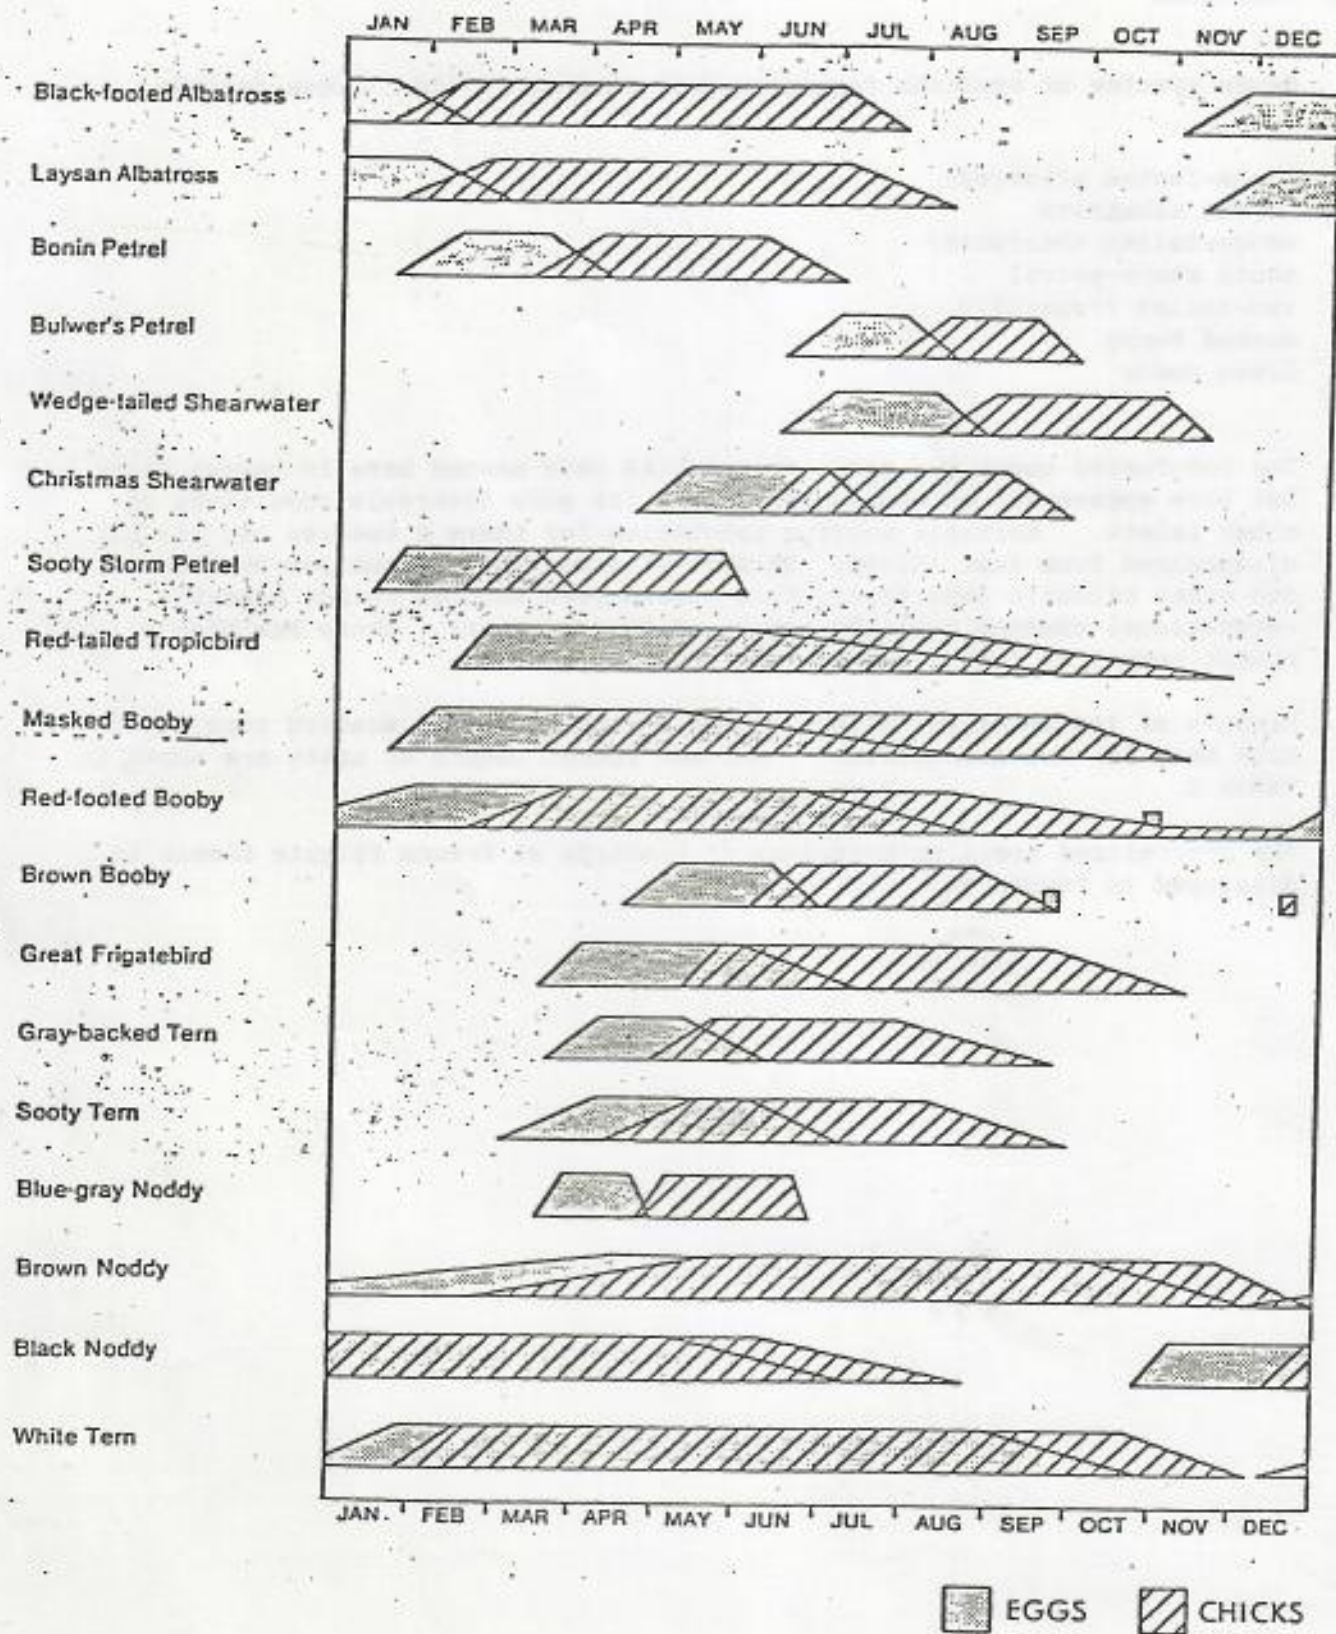 JAN FEB MAR APR MAY JUN JUL AUG SEP OCT NOV DEC
Black-footed Albatross
Laysan Albatross
Bonin Petrel
Bulwer's Petrel
Wedge-tailed Shearwater
Christmas Shearwater
Sooty Storm Petrel
Red-tailed Tropicbird
Masked Booby
Red-footed Booby
Brown Booby
Great Frigatebird
Gray-backed Tern
Sooty Tern
Blue-gray Noddy
Brown Noddy
Black Noddy
White Tern
JAN. FEB MAR APR MAY JUN JUL AUG SEP OCT NOV DEC
EGGS CHICKS